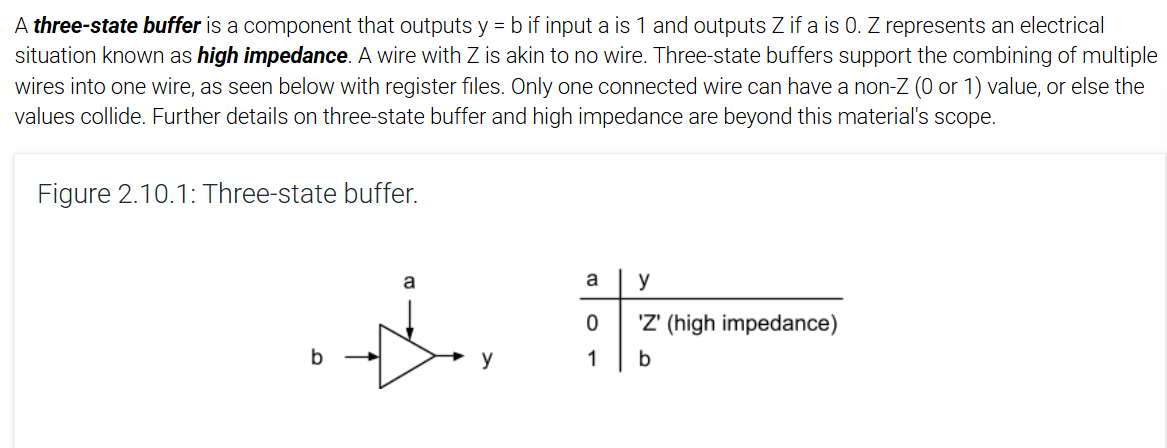 A three-state buffer is a component that outputs y = b if input a is 1 and outputs Z if a is 0. Z represents an electrical
situation known as high impedance. A wire with Z is akin to no wire. Three-state buffers support the combining of multiple
wires into one wire, as seen below with register files. Only one connected wire can have a non-Z (0 or 1) value, or else the
values collide. Further details on three-state buffer and high impedance are beyond this material's scope.
Figure 2.10.1: Three-state buffer.
a
b
y
a y
0 'Z' (high impedance)
1 b